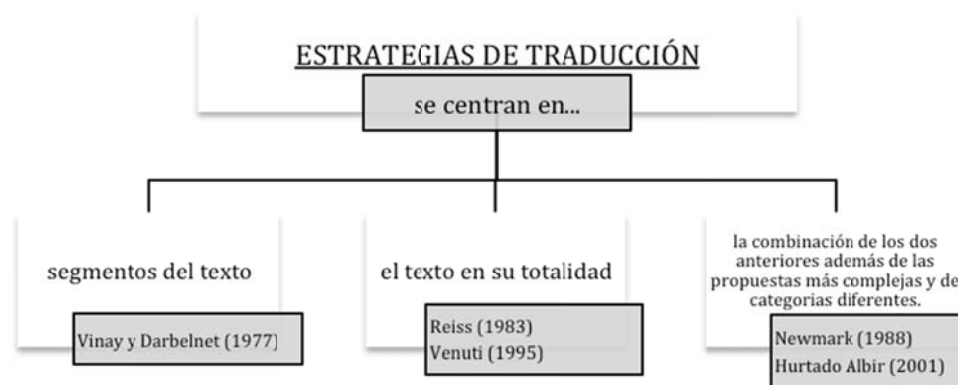 ESTRATEGIAS DE TRADUCCIÓN
se centran en...
segmentos del texto
Vinay y Darbelnet (1977)
el texto en su totalidad
Reiss (1983)
Venuti (1995)
la combinación de los dos
anteriores además de las
propuestas más complejas y de
categorias diferentes.
Newmark (1988)
Hurtado Albir (2001)